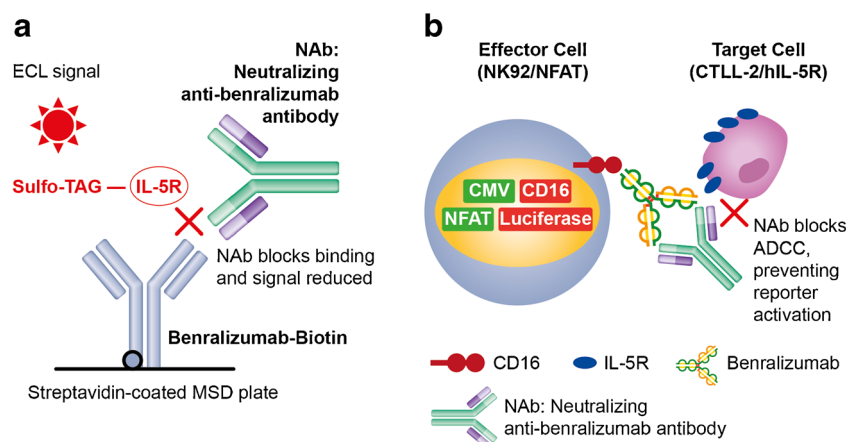 a
NAb:
Neutralizing
anti-benralizumab
antibody
ECL signal
Sulfo-TAG
IL-5R
NAb blocks binding
and signal reduced
Benralizumab-Biotin
Streptavidin-coated MSD plate
b
Effector Cell
(NK92/NFAT)
Target Cell
(CTLL-2/hIL-5R)
CMV CD16
NFAT Luciferase
NAb blocks
ADCC,
preventing
reporter
activation
CD16
IL-5R
Benralizumab
NAb: Neutralizing
anti-benralizumab antibody